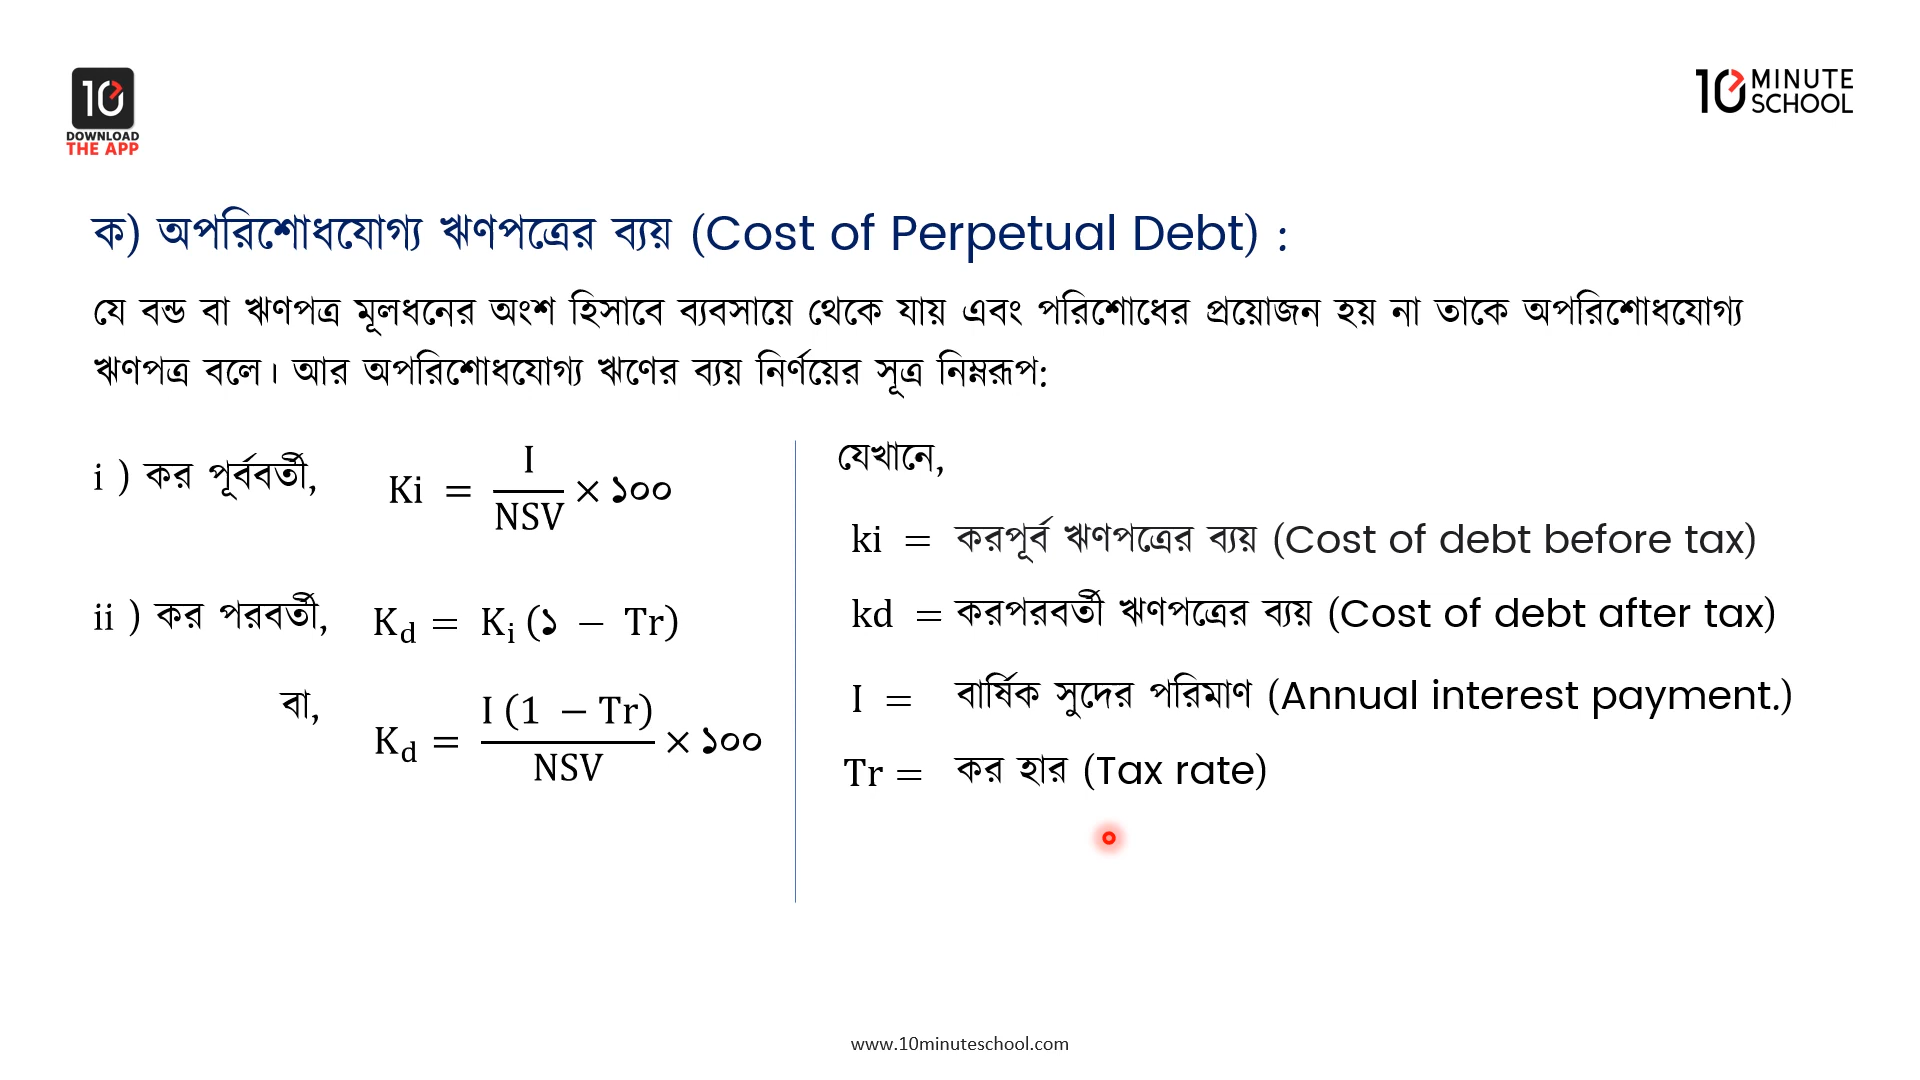 10
DOWNLOAD
THE APP
10 MINUTE
SCHOOL
ক) অপরিশোধযোগ্য ঋণপত্রের ব্যয় (Cost of Perpetual Debt) :
যে বন্ড বা ঋণপত্র মূলধনের অংশ হিসাবে ব্যবসায়ে থেকে যায় এবং পরিশোধের প্রয়োজন হয় না তাকে অপরিশোধযোগ্য
ঋণপত্র বলে। আর অপরিশোধযোগ্য ঋণের ব্যয় নির্ণয়ের সূত্র নিম্নরূপ:
i ) কর পূর্ববর্তী, Ki = I/NSV × ১০০
ii ) কর পরবর্তী, K_d = K_i (১ − Tr)
বা, K_d = I (1 − Tr)/NSV × ১০০
যেখানে,
ki = করপূর্ব ঋণপত্রের ব্যয় (Cost of debt before tax)
kd = করপরবর্তী ঋণপত্রের ব্যয় (Cost of debt after tax)
I = বার্ষিক সুদের পরিমাণ (Annual interest payment.)
Tr = কর হার (Tax rate)
www.10minuteschool.com